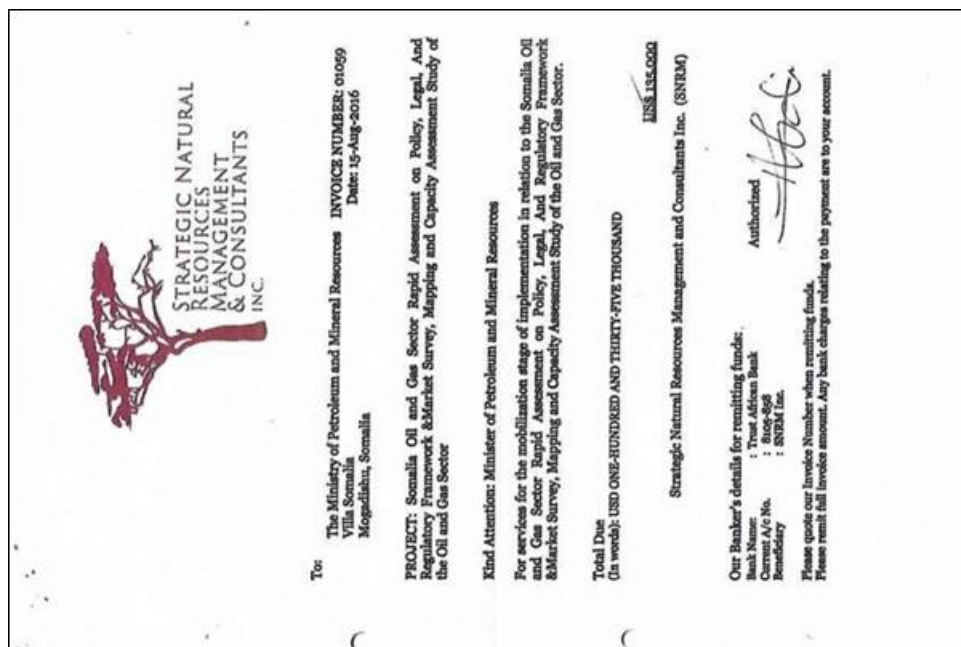 STRATEGIC NATURAL
RESOURCES
MANAGEMENT
& CONSULTANTS
INC.
To:
The Ministry of Petroleum and Mineral Resources INVOICE NUMBER: 01059
Villa Somalia Date: 15-Aug-2016
Mogadishu, Somalia
PROJECT: Somalia Oil and Gas Sector Rapid Assessment on Policy, Legal, And
Regulatory Framework &Market Survey, Mapping and Capacity Assessment Study of
the Oil and Gas Sector
Kind Attention: Minister of Petroleum and Mineral Resources
For services for the mobilization stage of implementation in relation to the Somalia Oil
and Gas Sector Rapid Assessment on Policy, Legal, And Regulatory Framework
&Market Survey, Mapping and Capacity Assessment Study of the Oil and Gas Sector.
Total Due
(In words): USD ONE-HUNDRED AND THIRTY-FIVE THOUSAND US$ 135,000
Strategic Natural Resources Management and Consultants Inc. (SNRM)
Our Banker's details for remitting funds:
Bank Name: : Trust African Bank Authorized
Current A/c No. : 8105-898
Beneficiary : SNRM Inc.
Please quote our Invoice Number when remitting funds.
Please remit full invoice amount. Any bank charges relating to the payment are to your account.